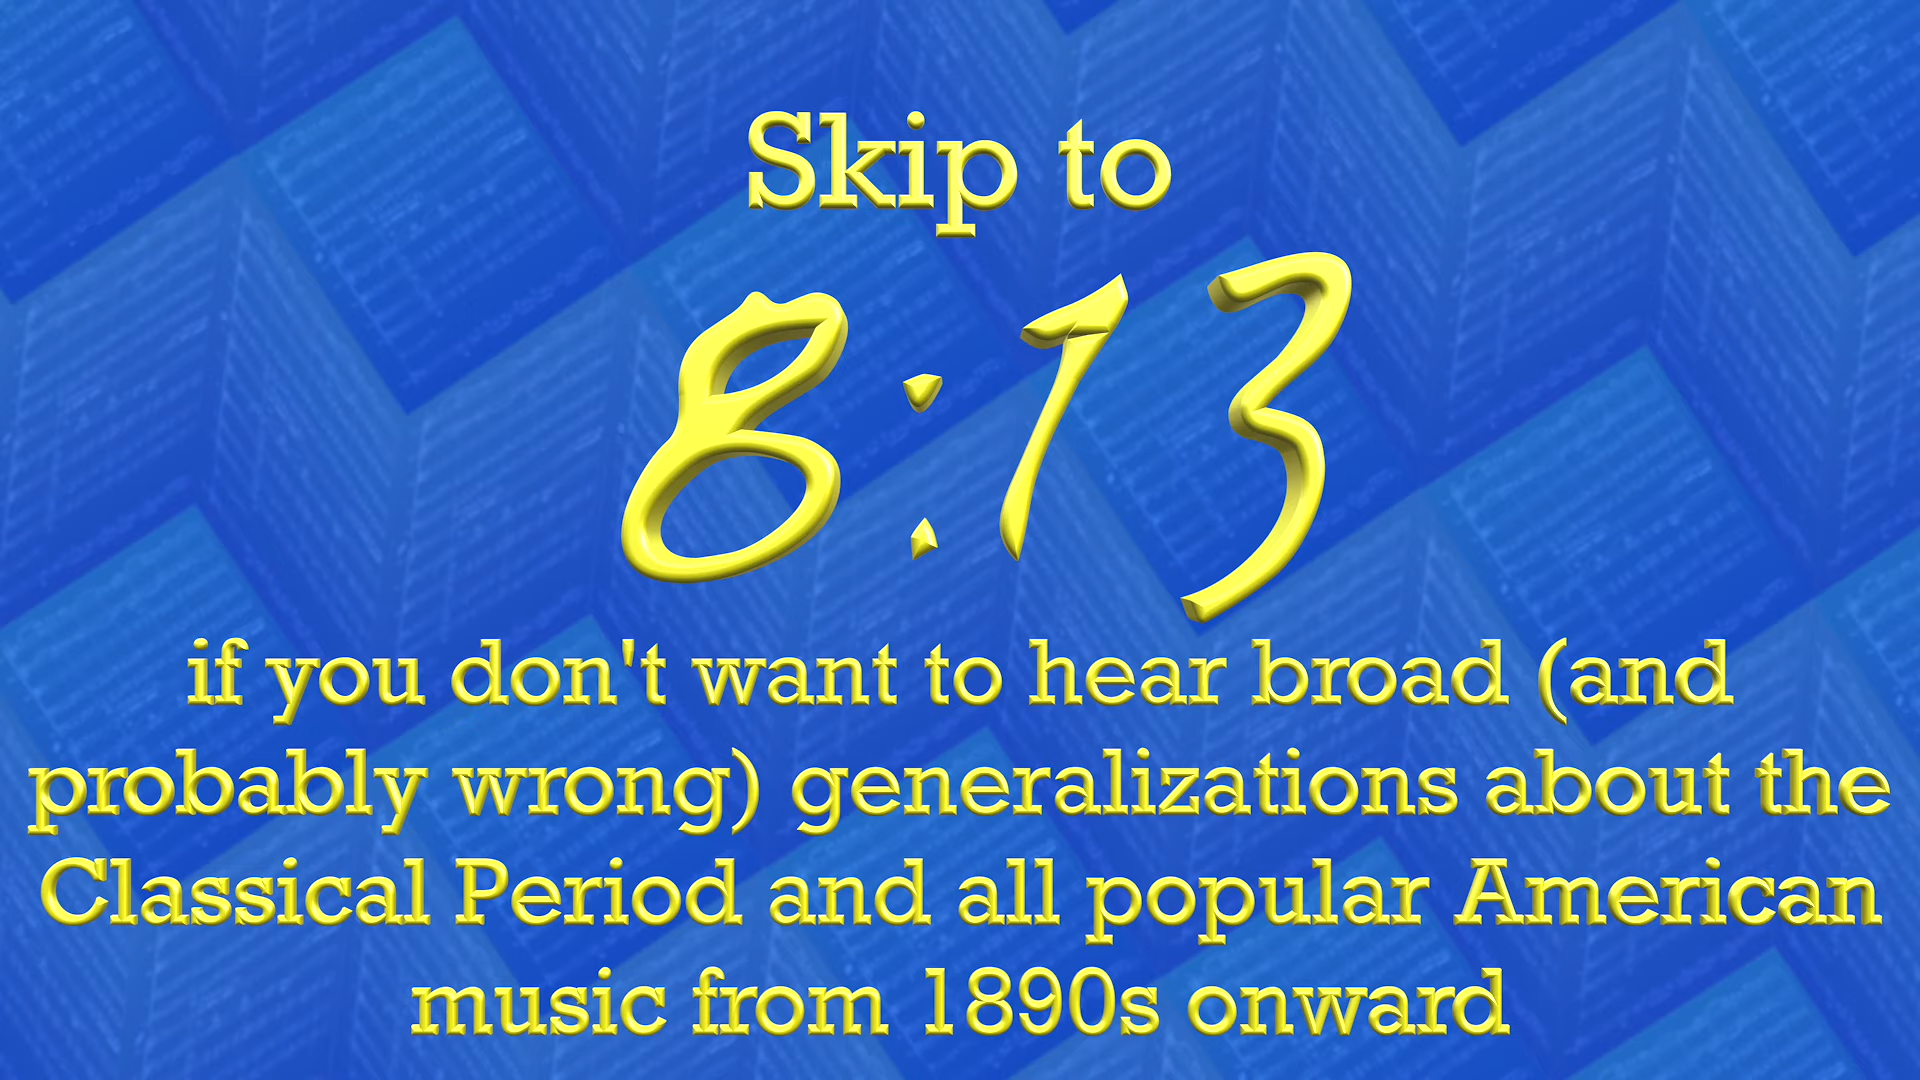 Skip to
8:13
if you don't want to hear broad (and
probably wrong) generalizations about the
Classical Period and all popular American
music from 1890s onward